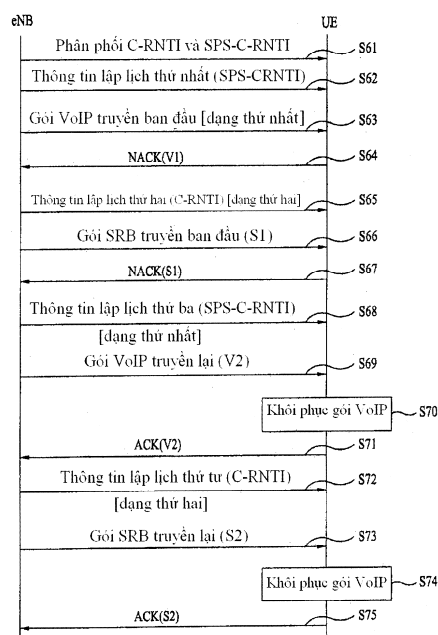 eNB UE
Phân phối C-RNTI và SPS-C-RNTI S61
Thông tin lập lịch thứ nhất (SPS-CRNTI) S62
Gói VoIP truyền ban đầu [dạng thứ nhất] S63
NACK(V1) S64
Thông tin lập lịch thứ hai (C-RNTI) [dạng thứ hai] S65
Gói SRB truyền ban đầu (S1) S66
NACK(S1) S67
Thông tin lập lịch thứ ba (SPS-C-RNTI) S68
[dạng thứ nhất]
Gói VoIP truyền lại (V2) S69
Khôi phục gói VoIP S70
ACK(V2) S71
Thông tin lập lịch thứ tư (C-RNTI) S72
[dạng thứ hai]
Gói SRB truyền lại (S2) S73
Khôi phục gói VoIP S74
ACK(S2) S75